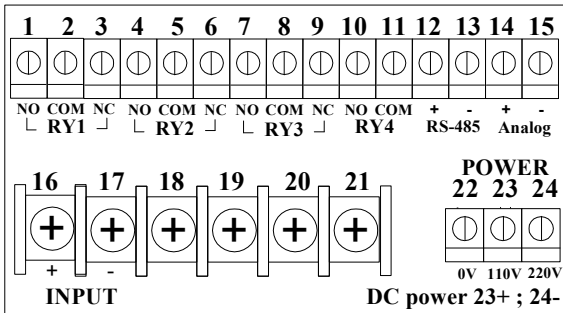 1 2 3 4 5 6 7 8 9 10 11 12 13 14 15
NO COM NC NO COM NC NO COM NC NO COM + - + -
RY1 RY2 RY3 RY4 RS-485 Analog
POWER
16 17 18 19 20 21 22 23 24
+ -
0V 110V 220V
INPUT DC power 23+ ; 24-